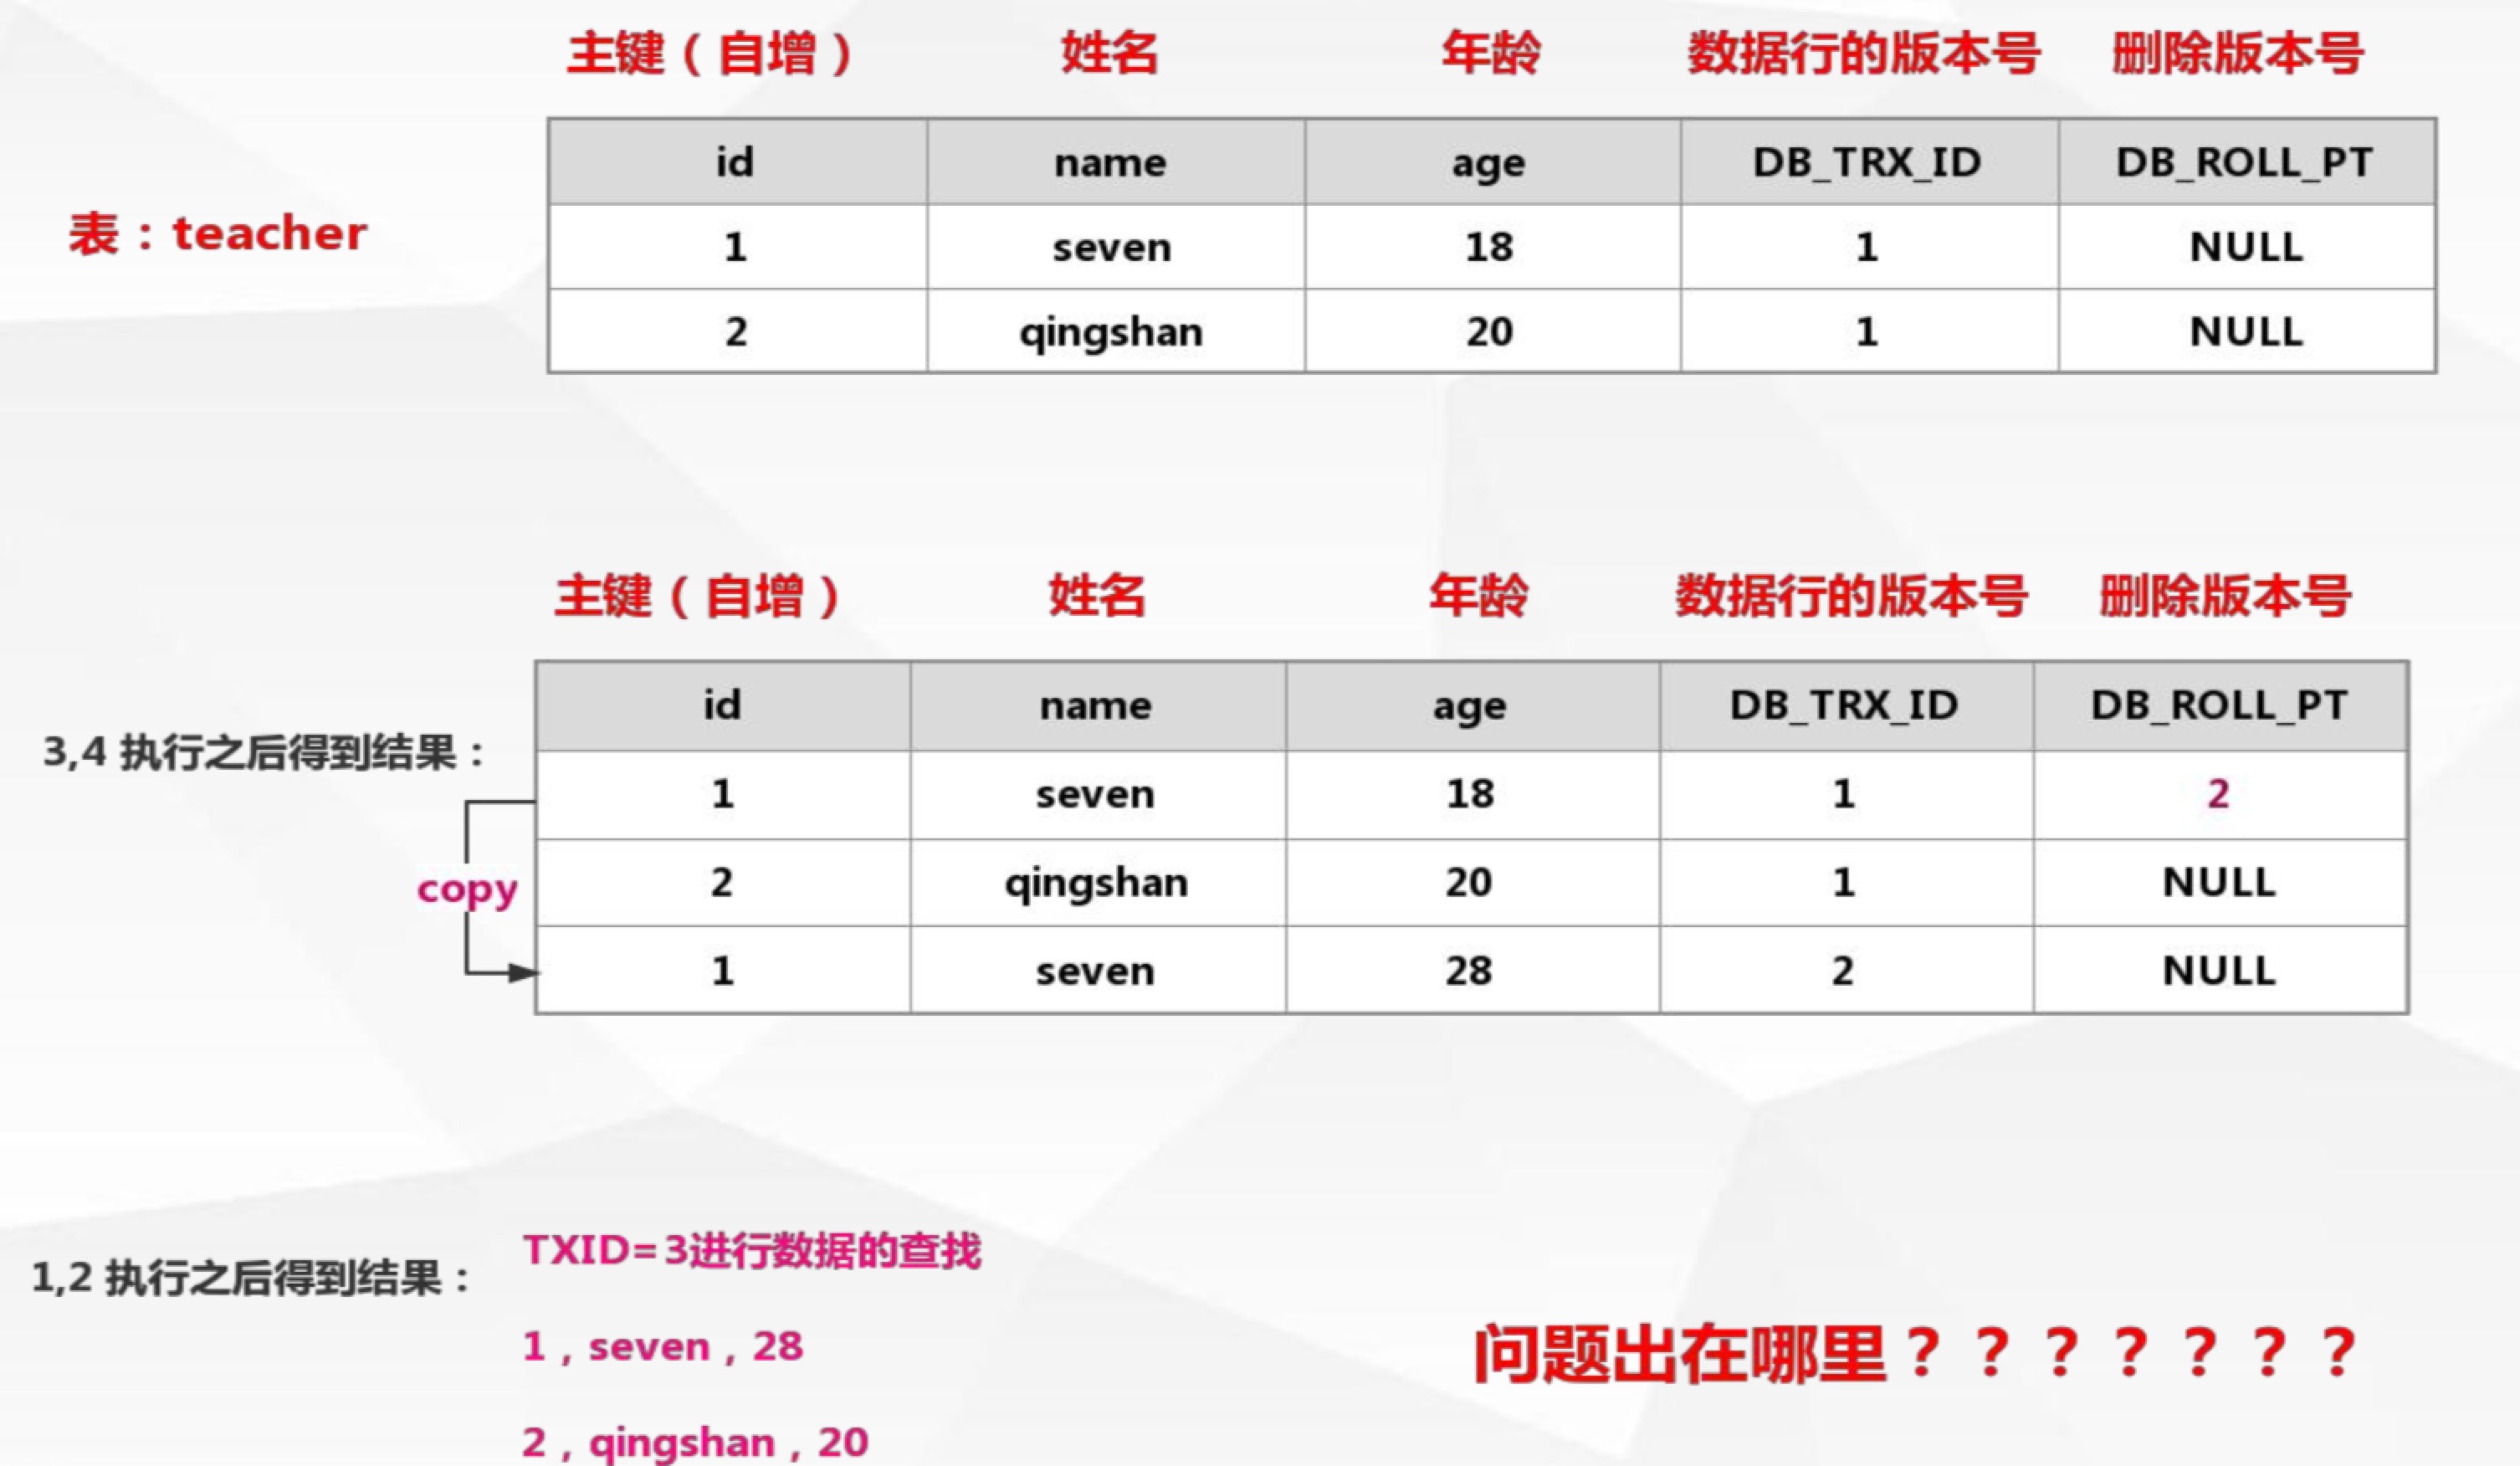 主键（自增） 姓名 年龄 数据行的版本号 删除版本号
id name age DB_TRX_ID DB_ROLL_PT
表：teacher
1 seven 18 1 NULL
2 qingshan 20 1 NULL
主键（自增） 姓名 年龄 数据行的版本号 删除版本号
id name age DB_TRX_ID DB_ROLL_PT
3,4 执行之后得到结果：
1 seven 18 1 2
copy
2 qingshan 20 1 NULL
1 seven 28 2 NULL
1,2 执行之后得到结果：
TXID=3进行数据的查找
1，seven，28
2，qingshan，20
问题出在哪里？？？？？？？